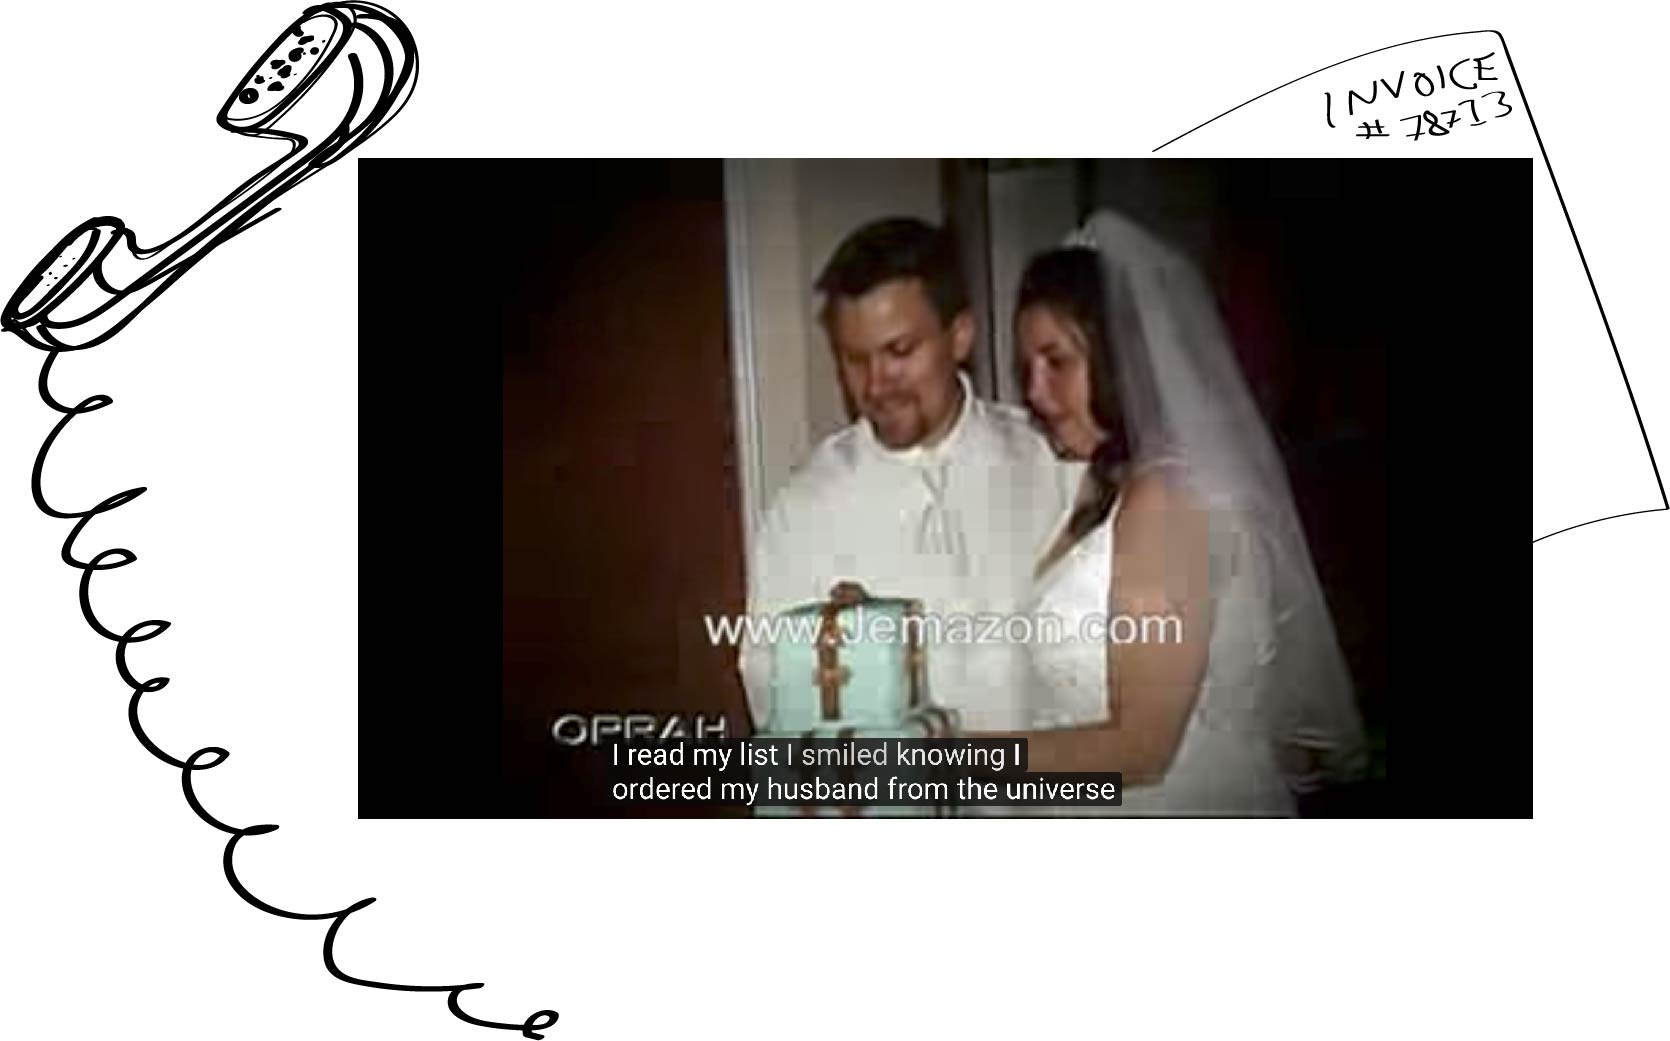 INVOICE
# 78713
www.Jemazon.com
OPRAH
I read my list I smiled knowing I
ordered my husband from the universe